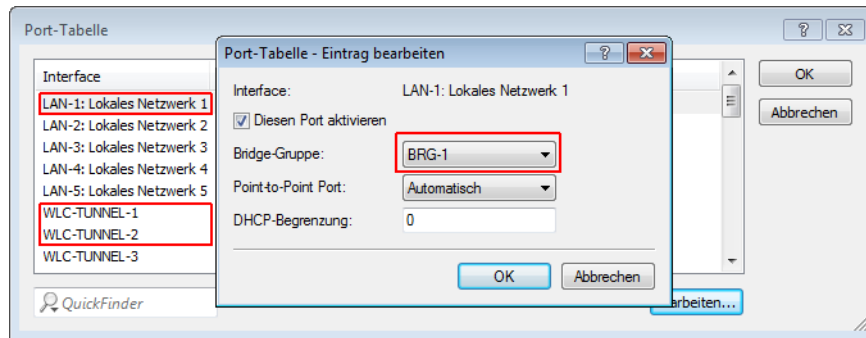 Port-Tabelle
Interface
LAN-1: Lokales Netzwerk 1
LAN-2: Lokales Netzwerk 2
LAN-3: Lokales Netzwerk 3
LAN-4: Lokales Netzwerk 4
LAN-5: Lokales Netzwerk 5
WLC-TUNNEL-1
WLC-TUNNEL-2
WLC-TUNNEL-3
QuickFinder
Port-Tabelle - Eintrag bearbeiten
Interface: LAN-1: Lokales Netzwerk 1
Diesen Port aktivieren
Bridge-Gruppe: BRG-1
Point-to-Point Port: Automatisch
DHCP-Begrenzung: 0
OK Abbrechen
OK
Abbrechen
arbeiten...